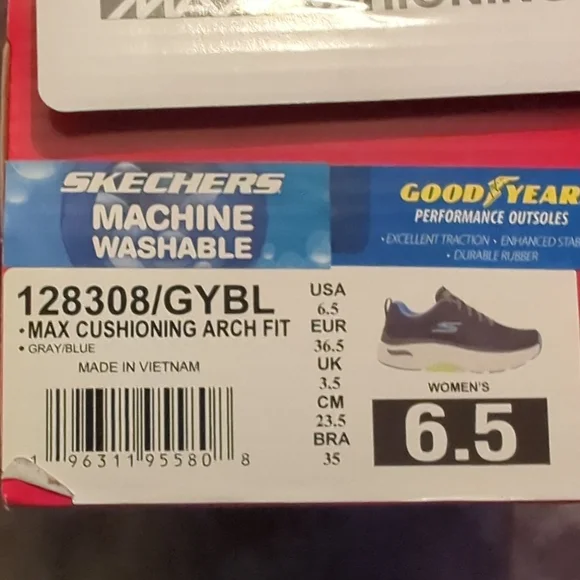 SKECHERS
MACHINE
WASHABLE
GOODYEAR
PERFORMANCE OUTSOLES
• EXCELLENT TRACTION • ENHANCED
• DURABLE RUBBER
128308/GYBL
• MAX CUSHIONING ARCH FIT
• GRAY/BLUE
MADE IN VIETNAM
1 96311 95580 8
USA
6.5
EUR
36.5
UK
3.5
CM
23.5
BRA
35
WOMEN'S
6.5